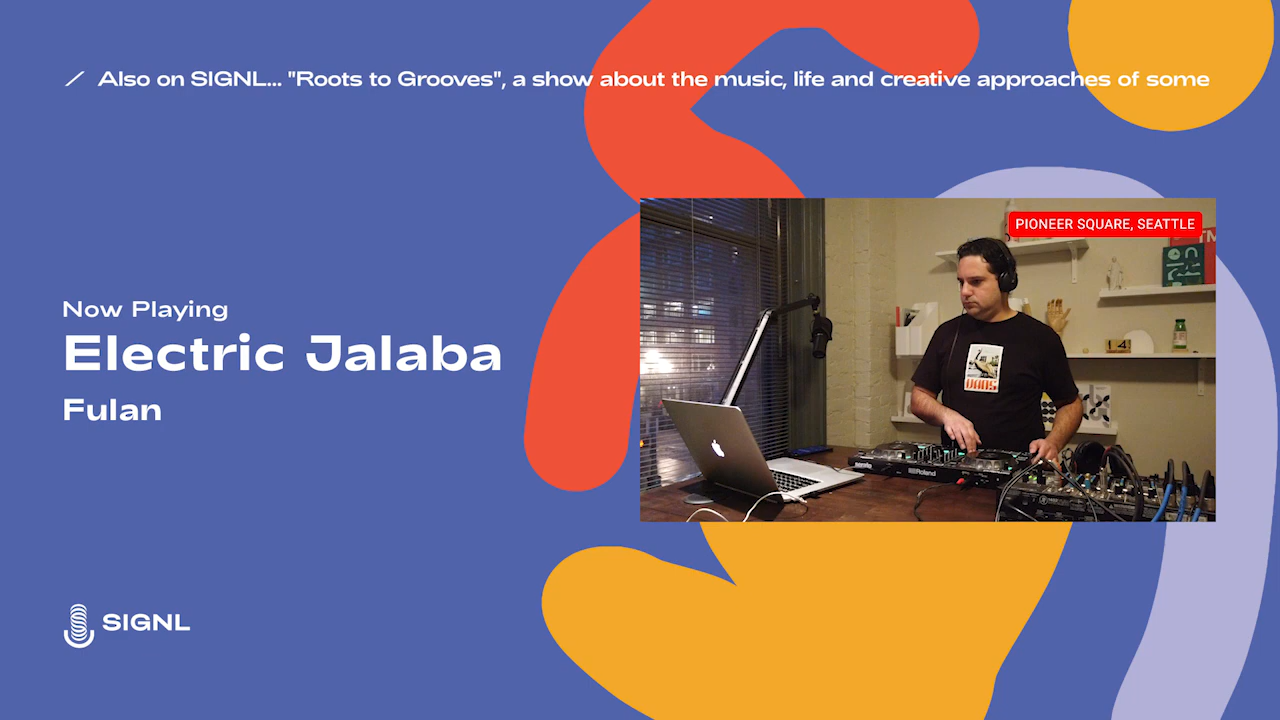 Also on SIGNL... "Roots to Grooves", a show about the music, life and creative approaches of some
PIONEER SQUARE, SEATTLE
Now Playing
Electric Jalaba
Fulan
VANS
Roland
SIGNL